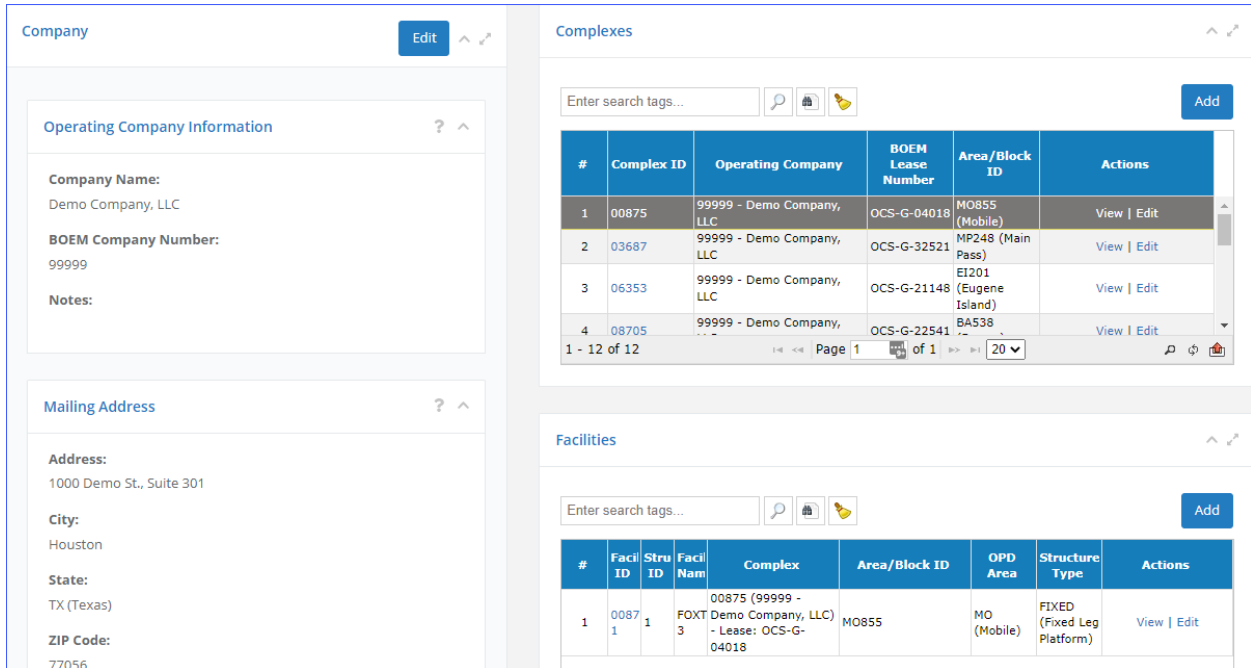 Company
Edit
Operating Company Information
?
Company Name:
Demo Company, LLC
BOEM Company Number:
99999
Notes:
Mailing Address
?
Address:
1000 Demo St., Suite 301
City:
Houston
State:
TX (Texas)
ZIP Code:
77056
Complexes
Enter search tags...
Add
# Complex ID Operating Company BOEM Lease Number Area/Block ID Actions
1 00875 99999 - Demo Company, LLC OCS-G-04018 MO855 (Mobile) View | Edit
2 03687 99999 - Demo Company, LLC OCS-G-32521 MP248 (Main Pass) View | Edit
3 06353 99999 - Demo Company, LLC OCS-G-21148 EI201 (Eugene Island) View | Edit
4 08705 99999 - Demo Company, OCS-G-22541 BA538 View | Edit
1 - 12 of 12 Page 1 of 1 20
Facilities
Enter search tags...
Add
# Facil ID Stru ID Facil Nam Complex Area/Block ID OPD Area Structure Type Actions
1 00871 1 FOXT 3 00875 (99999 - Demo Company, LLC) - Lease: OCS-G-04018 MO855 MO (Mobile) FIXED (Fixed Leg Platform) View | Edit